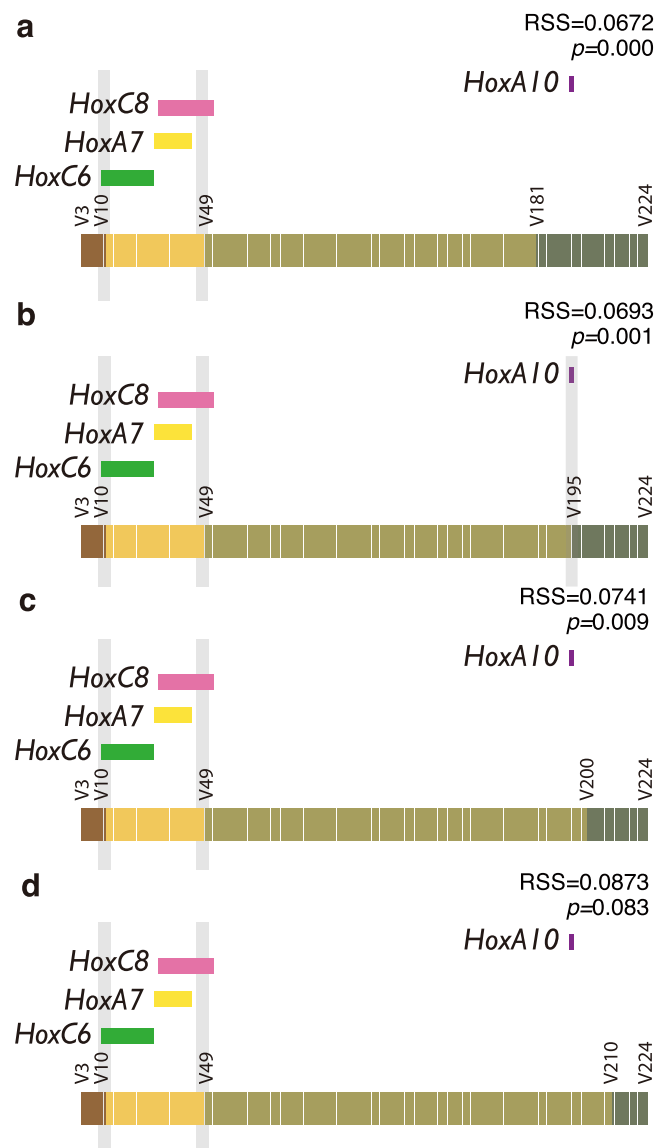 a
RSS=0.0672
p=0.000
HoxC8
HoxA10
HoxA7
HoxC6
V3
V10
V49
V181
V224
b
RSS=0.0693
p=0.001
HoxC8
HoxA10
HoxA7
HoxC6
V3
V10
V49
V195
V224
c
RSS=0.0741
p=0.009
HoxC8
HoxA10
HoxA7
HoxC6
V3
V10
V49
V200
V224
d
RSS=0.0873
p=0.083
HoxC8
HoxA10
HoxA7
HoxC6
V3
V10
V49
V210
V224